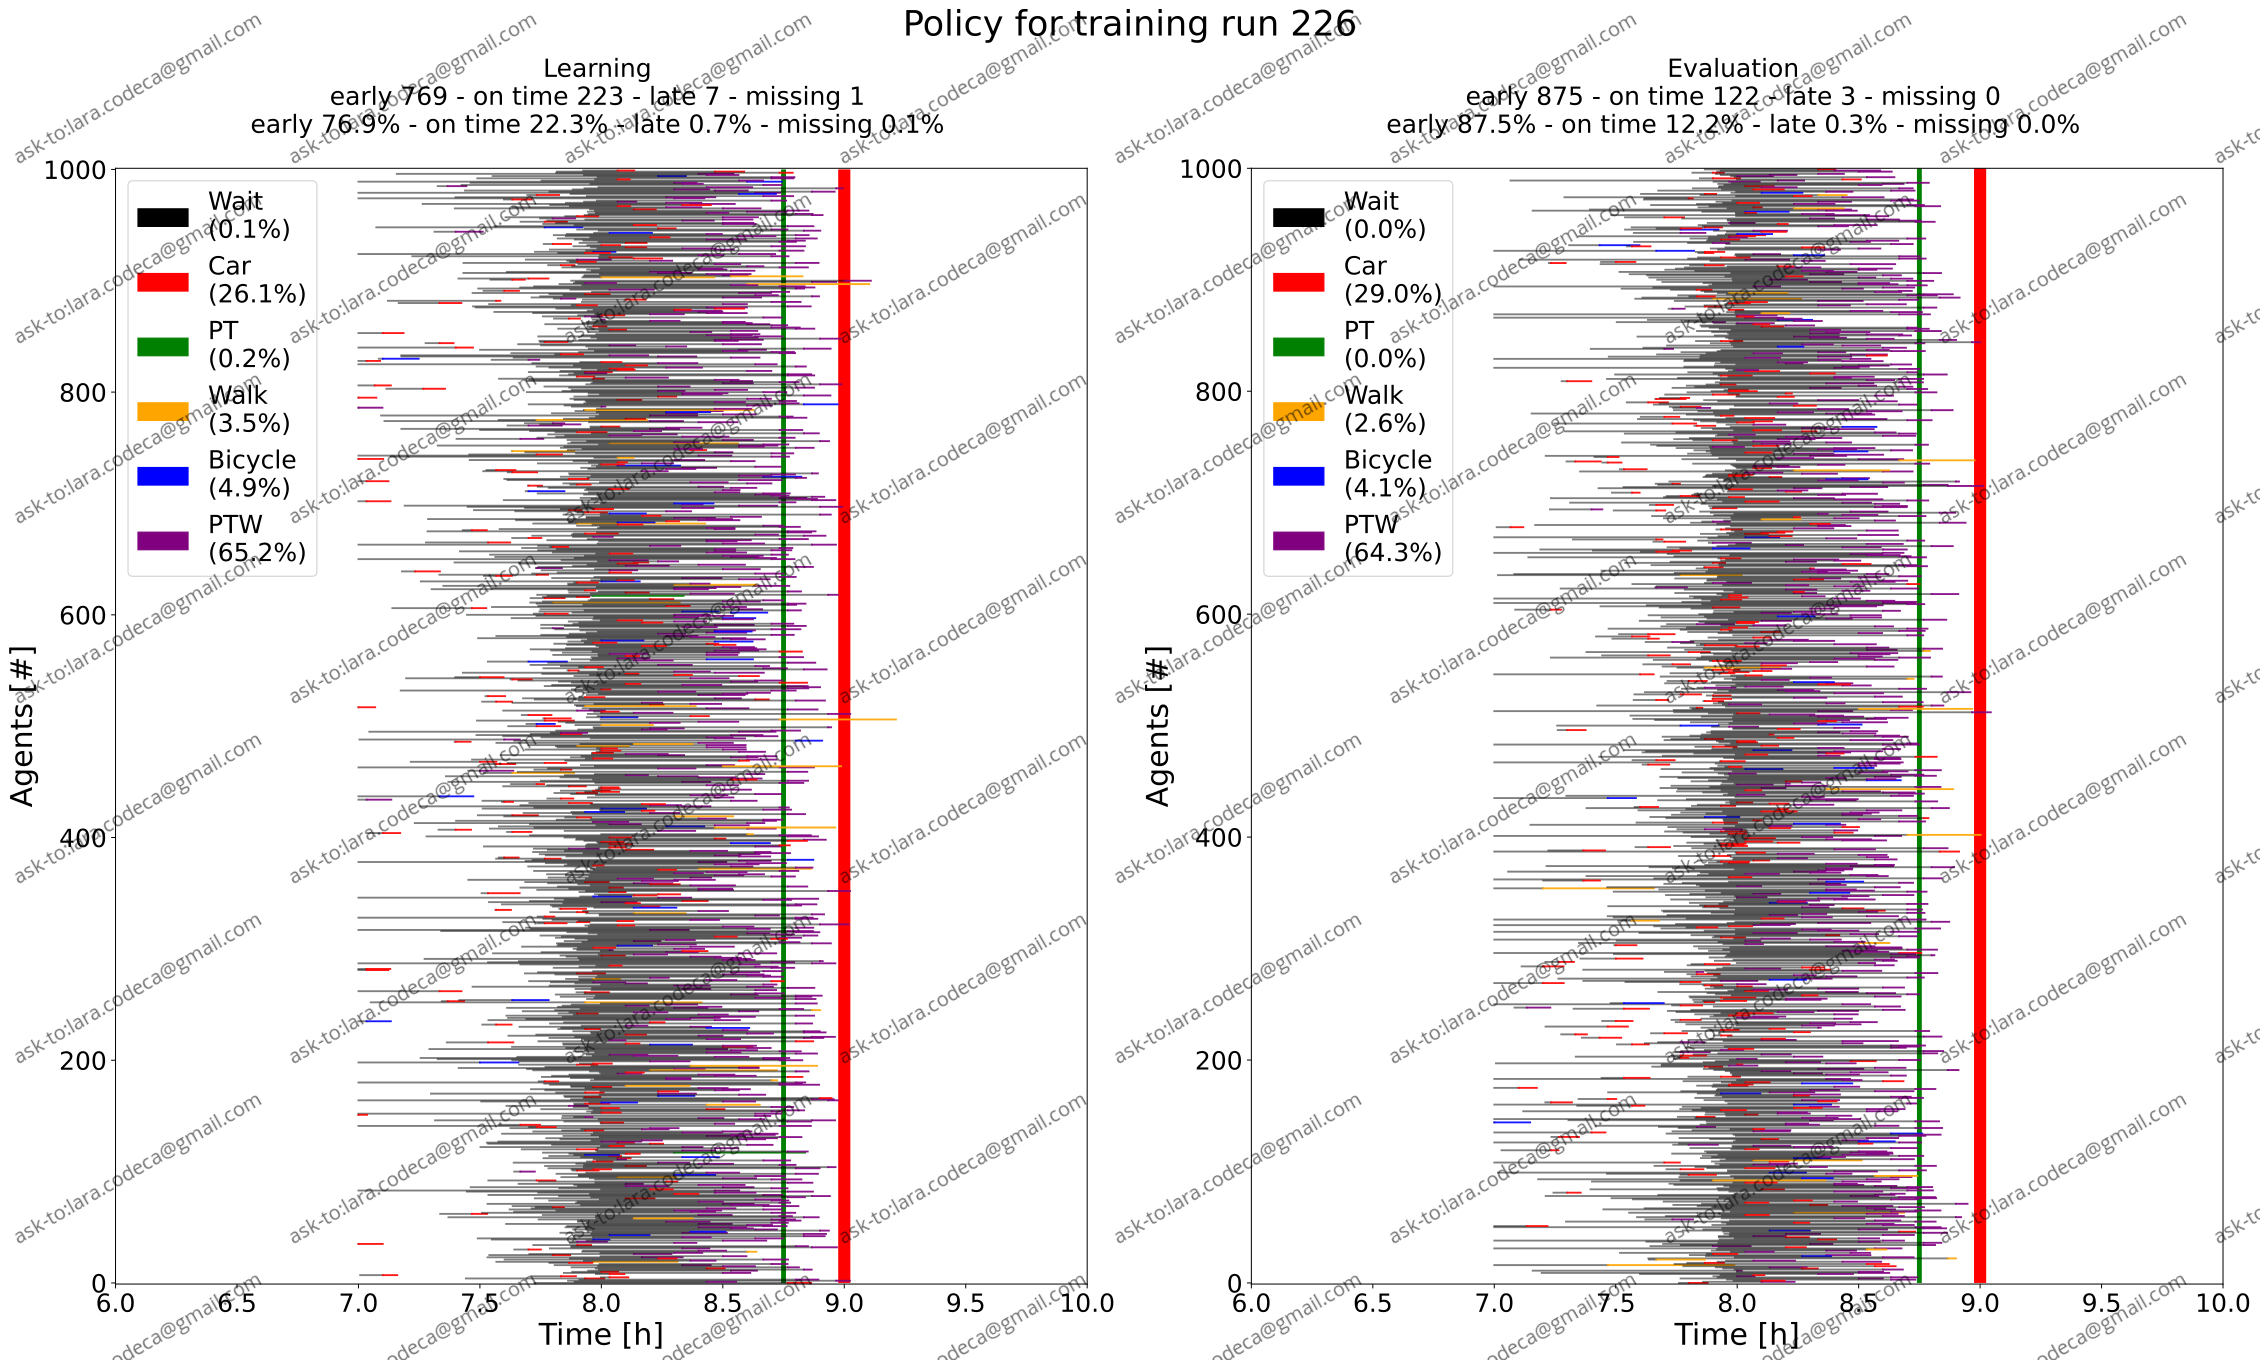 Policy for training run 226
Learning
early 769 - on time 223 - late 7 - missing 1
early 76.9% - on time 22.3% - late 0.7% - missing 0.1%
1000
800
600
400
200
0
Agents [#]
Wait
(0.1%)
Car
(26.1%)
PT
(0.2%)
Walk
(3.5%)
Bicycle
(4.9%)
PTW
(65.2%)
6.0 6.5 7.0 7.5 8.0 8.5 9.0 9.5 10.0
Time [h]
Evaluation
early 875 - on time 122 - late 3 - missing 0
early 87.5% - on time 12.2% - late 0.3% - missing 0.0%
1000
800
600
400
200
0
Agents [#]
Wait
(0.0%)
Car
(29.0%)
PT
(0.0%)
Walk
(2.6%)
Bicycle
(4.1%)
PTW
(64.3%)
6.0 6.5 7.0 7.5 8.0 8.5 9.0 9.5 10.0
Time [h]
ask-to:lara.codeca@gmail.com